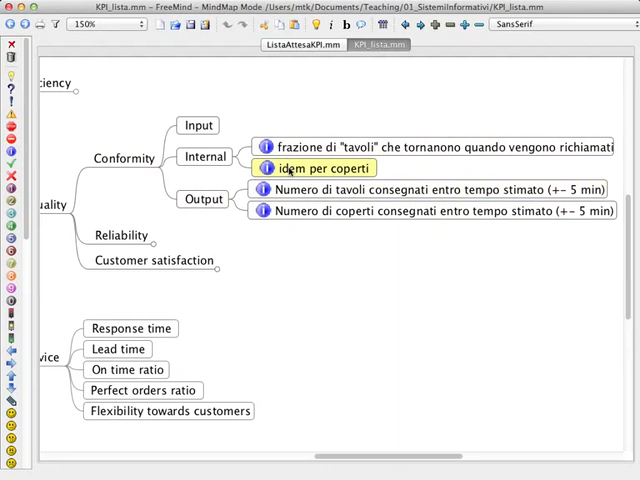 KPI_lista.mm - FreeMind - MindMap Mode /Users/mtk/Documents/Teaching/01_SistemiInformativi/KPI_lista.mm
150%
SansSerif
ListaAttesaKPI.mm
KPI_lista.mm
ciency
Input
frazione di "tavoli" che tornanono quando vengono richiamati
Conformity
Internal
idem per coperti
Output
Numero di tavoli consegnati entro tempo stimato (+- 5 min)
uality
Numero di coperti consegnati entro tempo stimato (+- 5 min)
Reliability
Customer satisfaction
Response time
Lead time
vice
On time ratio
Perfect orders ratio
Flexibility towards customers